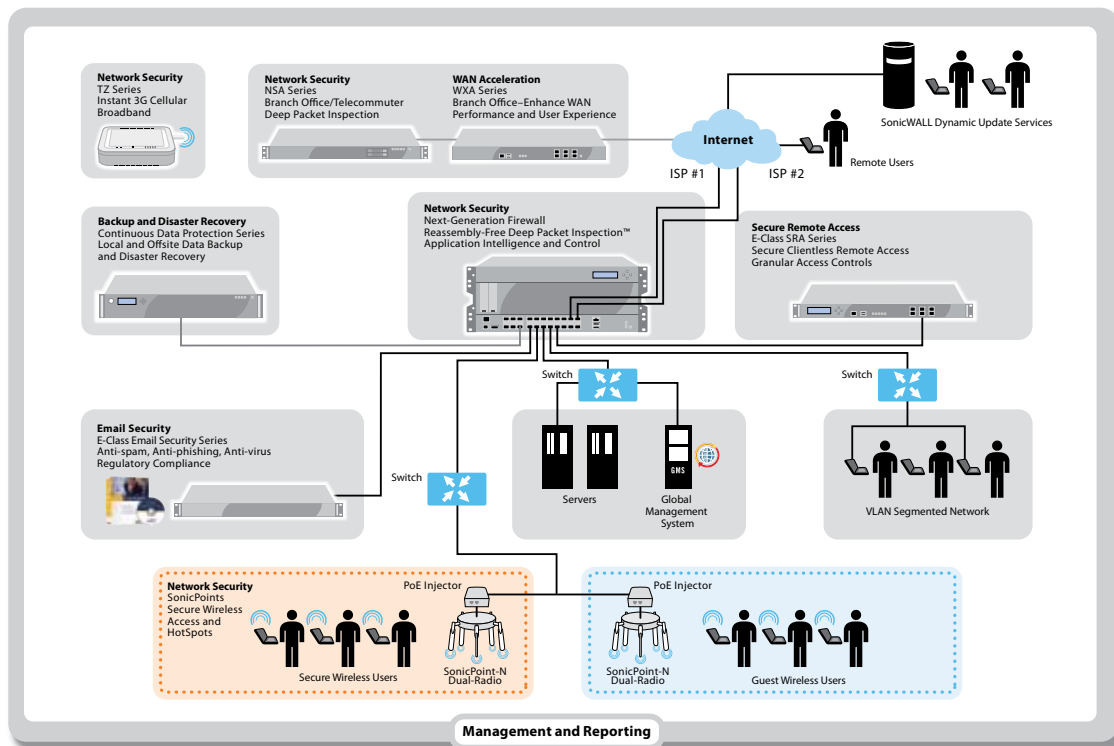 Network Security
TZ Series
Instant 3G Cellular
Broadband
Network Security
NSA Series
Branch Office/Telecommuter
Deep Packet Inspection
WAN Acceleration
WXA Series
Branch Office–Enhance WAN
Performance and User Experience
Internet
ISP #1
ISP #2
SonicWALL Dynamic Update Services
Remote Users
Backup and Disaster Recovery
Continuous Data Protection Series
Local and Offsite Data Backup
and Disaster Recovery
Network Security
Next-Generation Firewall
Reassembly-Free Deep Packet Inspection™
Application Intelligence and Control
Secure Remote Access
E-Class SRA Series
Secure Clientless Remote Access
Granular Access Controls
Switch
Switch
Email Security
E-Class Email Security Series
Anti-spam, Anti-phishing, Anti-virus
Regulatory Compliance
Switch
Servers
GMS
Global
Management
System
VLAN Segmented Network
Network Security
SonicPoints
Secure Wireless
Access and
HotSpots
PoE Injector
Secure Wireless Users
SonicPoint-N
Dual-Radio
PoE Injector
SonicPoint-N
Dual-Radio
Guest Wireless Users
Management and Reporting